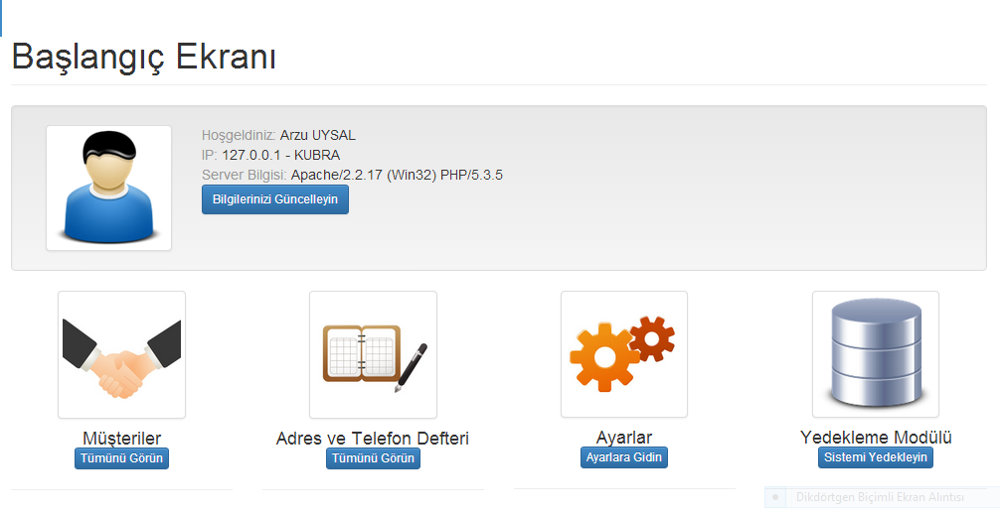 Başlangıç Ekranı
Hoşgeldiniz: Arzu UYSAL
IP: 127.0.0.1 - KUBRA
Server Bilgisi: Apache/2.2.17 (Win32) PHP/5.3.5
Bilgilerinizi Güncelleyin
Müşteriler
Tümünü Görün
Adres ve Telefon Defteri
Tümünü Görün
Ayarlar
Ayarlara Gidin
Yedekleme Modülü
Sistemi Yedekleyin
Dikdörtgen Biçimli Ekran Alıntısı